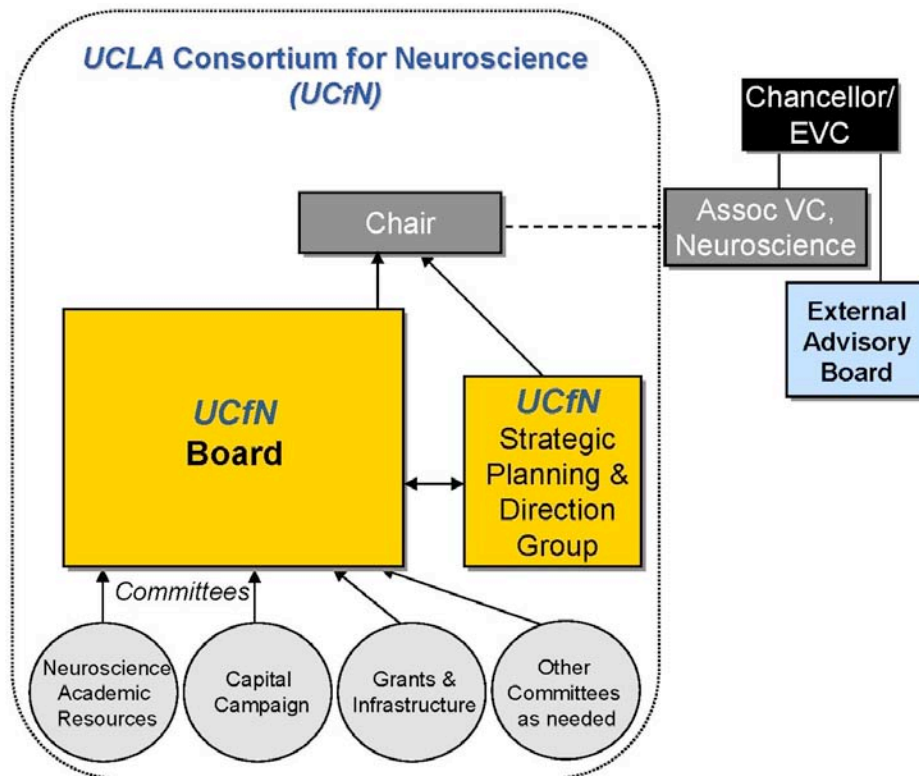 UCLA Consortium for Neuroscience
(UCfN)
Chancellor/
EVC
Chair
Assoc VC,
Neuroscience
External
Advisory
Board
UCfN
Board
UCfN
Strategic
Planning &
Direction
Group
Committees
Neuroscience
Academic
Resources
Capital
Campaign
Grants &
Infrastructure
Other
Committees
as needed